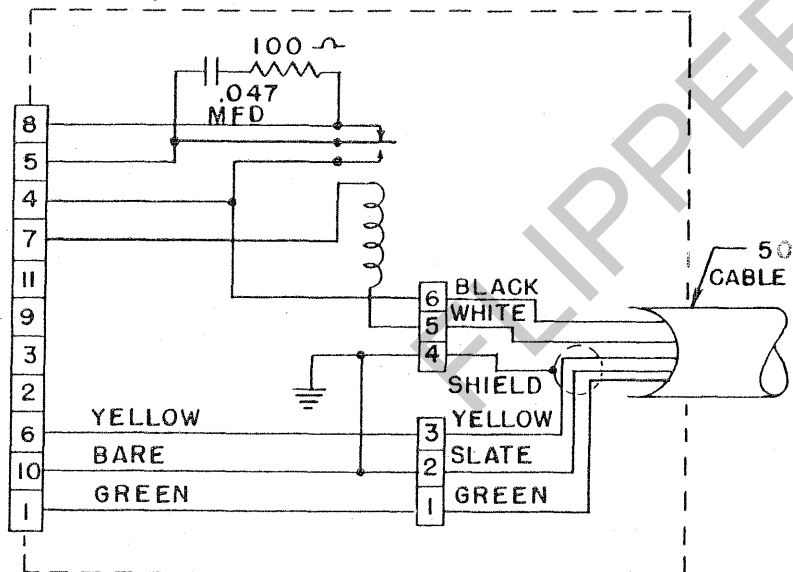 100 Ω
.047
MFD
8
5
4
7
11
9
3
2
6
10
1
YELLOW
BARE
GREEN
6
5
4
BLACK
WHITE
SHIELD
3
2
1
YELLOW
SLATE
GREEN
50
CABLE
FLIPPER